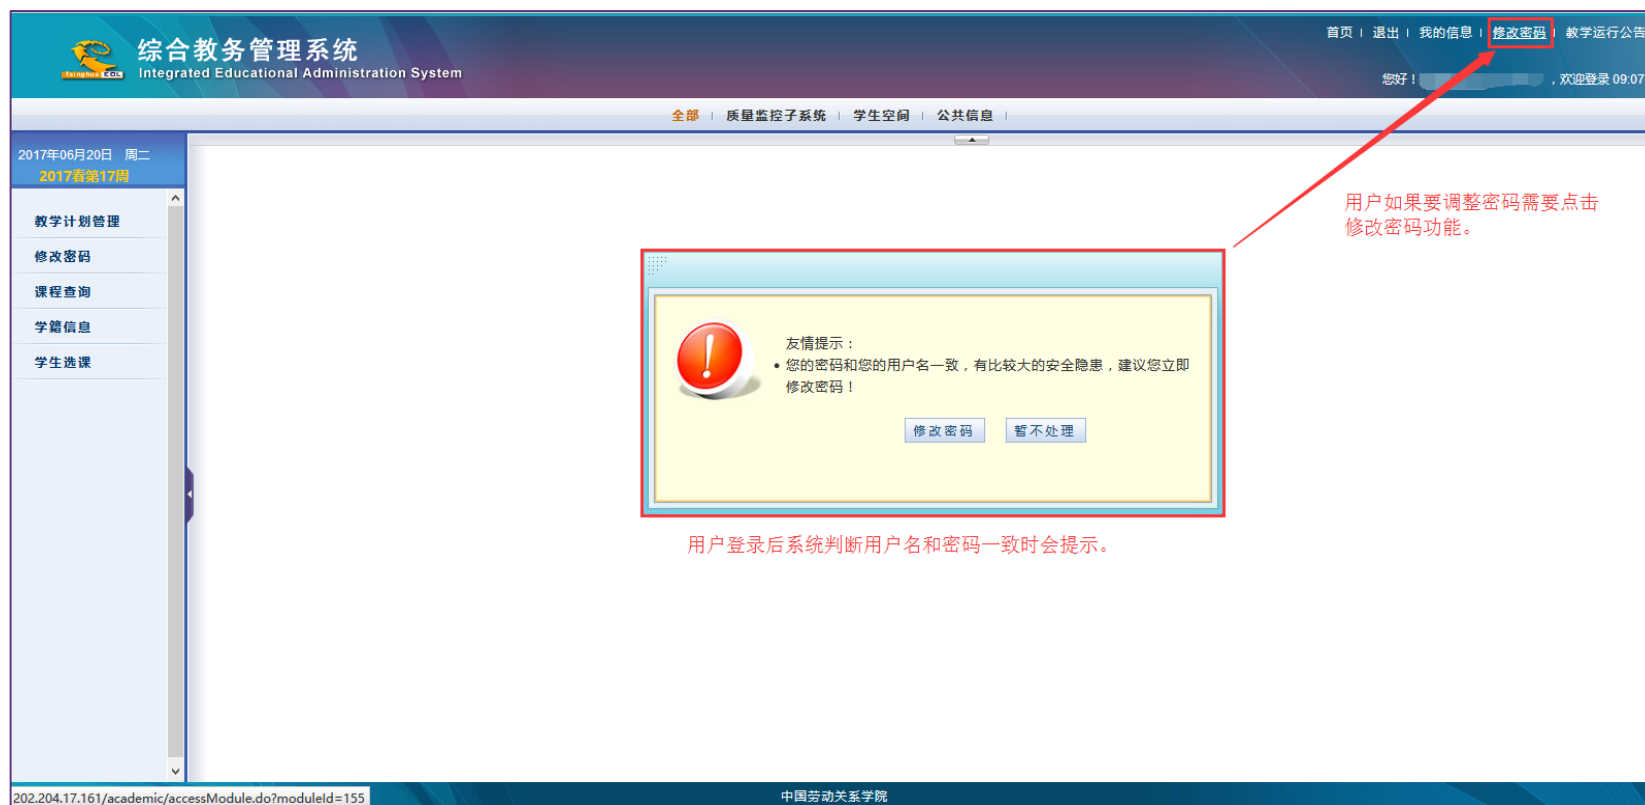 首页 | 退出 | 我的信息 | 修改密码 | 教学运行公告
综合教务管理系统
Integrated Educational Administration System
Tsinghua EOL
您好！ ，欢迎登录 09:07
全部 | 质量监控子系统 | 学生空间 | 公共信息 |
2017年06月20日 周二
2017春第17周
教学计划管理
修改密码
课程查询
学籍信息
学生选课
用户如果要调整密码需要点击
修改密码功能。
友情提示：
• 您的密码和您的用户名一致，有比较大的安全隐患，建议您立即
修改密码！
修改密码 暂不处理
用户登录后系统判断用户名和密码一致时会提示。
202.204.17.161/academic/accessModule.do?moduleId=155
中国劳动关系学院